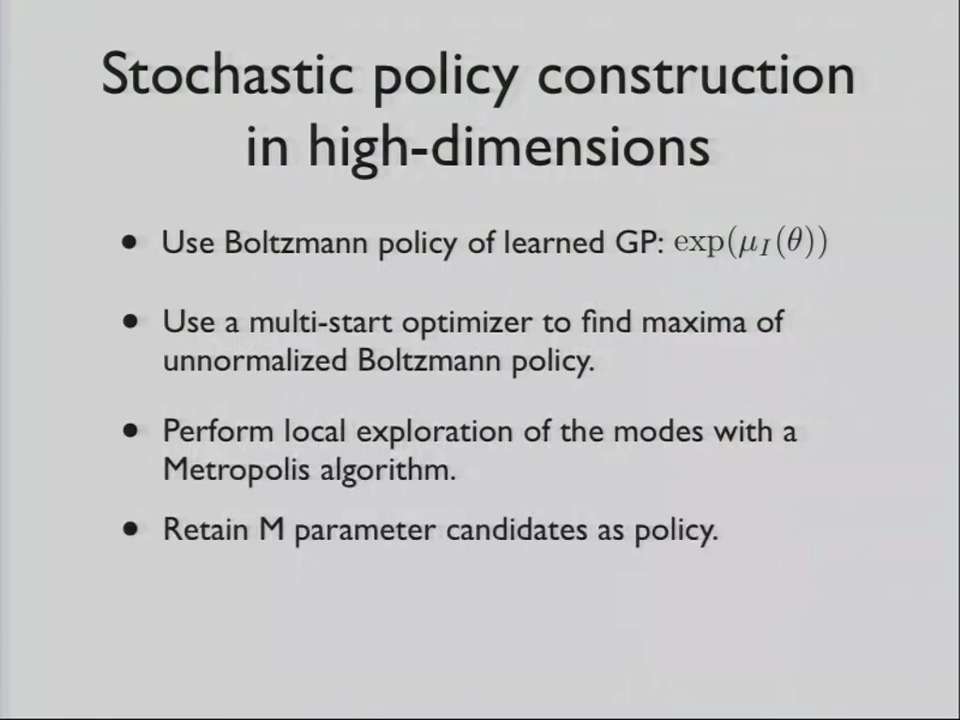 Stochastic policy construction
in high-dimensions
• Use Boltzmann policy of learned GP: exp(μ_I(θ))
• Use a multi-start optimizer to find maxima of
unnormalized Boltzmann policy.
• Perform local exploration of the modes with a
Metropolis algorithm.
• Retain M parameter candidates as policy.